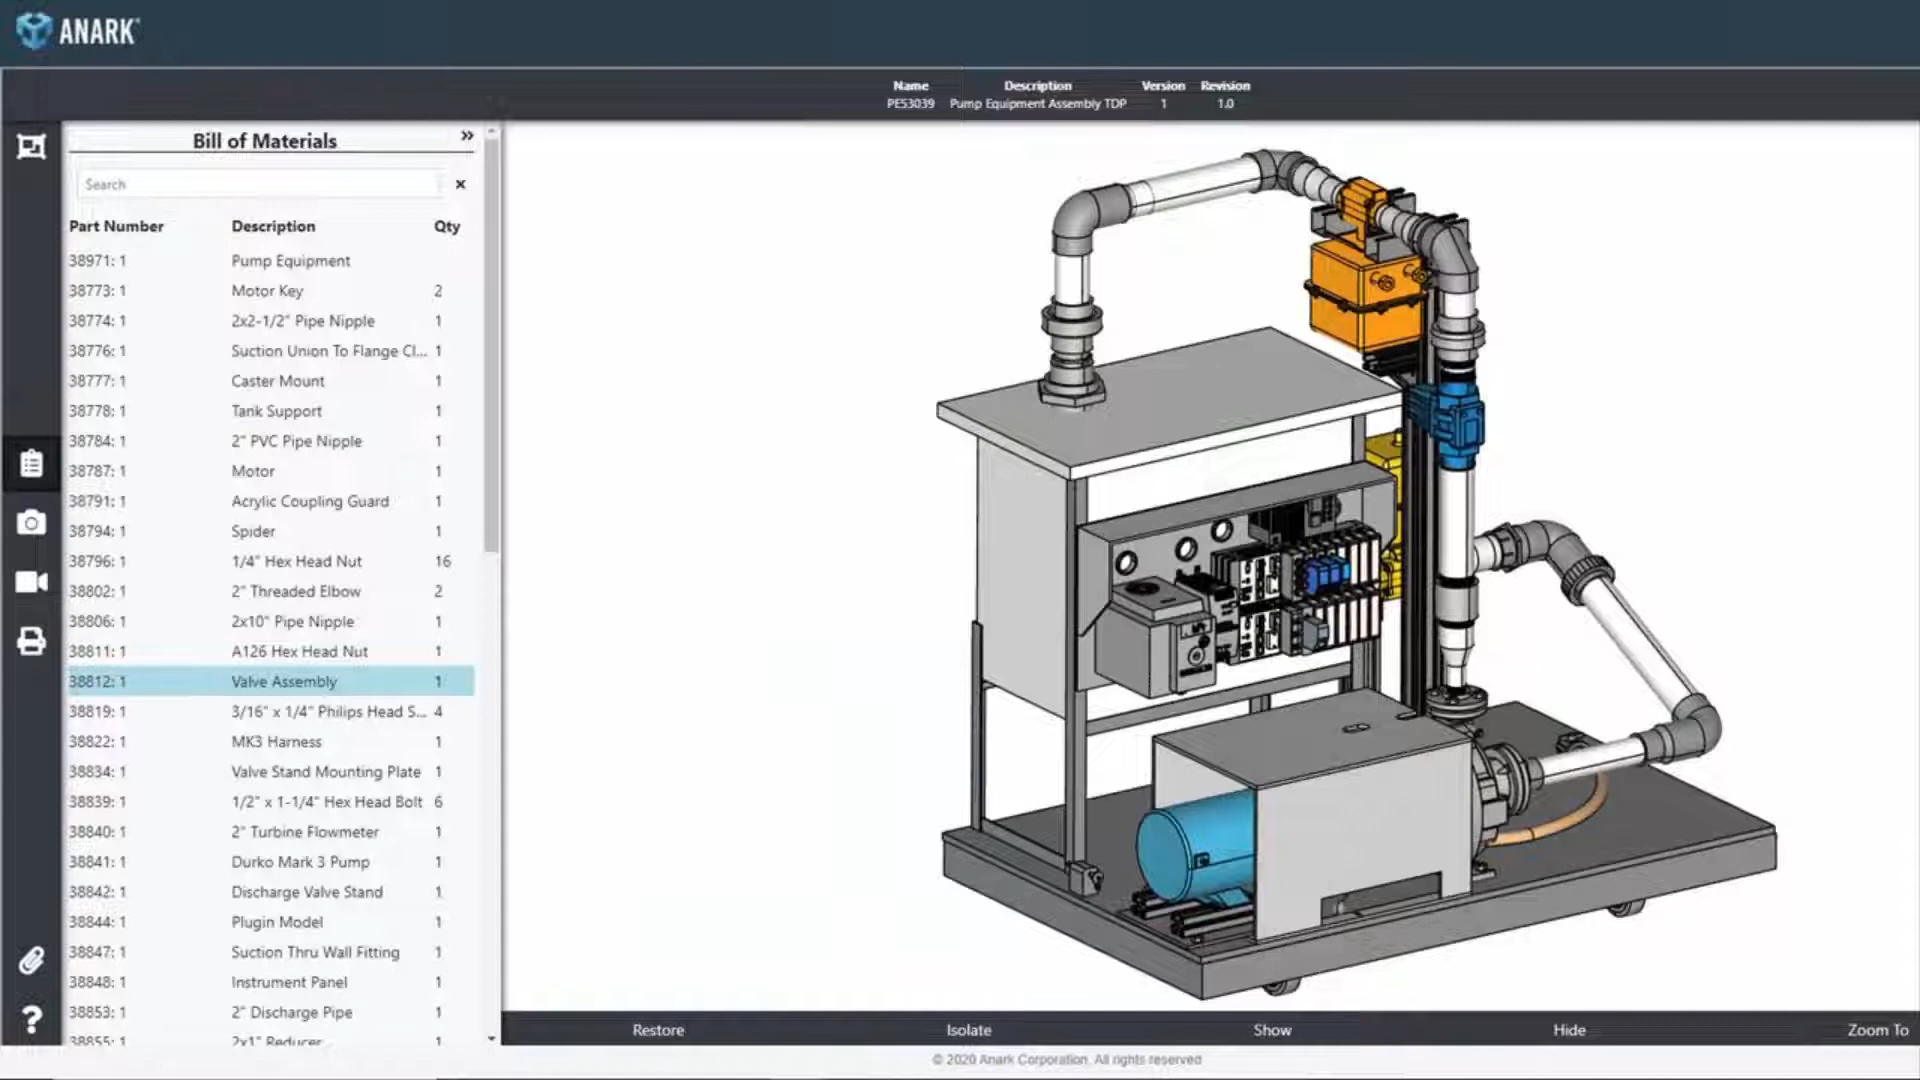 ANARK
Name Description Version Revision
PE53039 Pump Equipment Assembly TDP 1 1.0
Bill of Materials »
Search ×
Part Number Description Qty
38971: 1 Pump Equipment
38773: 1 Motor Key 2
38774: 1 2x2-1/2" Pipe Nipple 1
38776: 1 Suction Union To Flange Cl... 1
38777: 1 Caster Mount 1
38778: 1 Tank Support 1
38784: 1 2" PVC Pipe Nipple 1
38787: 1 Motor 1
38791: 1 Acrylic Coupling Guard 1
38794: 1 Spider 1
38796: 1 1/4" Hex Head Nut 16
38802: 1 2" Threaded Elbow 2
38806: 1 2x10" Pipe Nipple 1
38811: 1 A126 Hex Head Nut 1
38812: 1 Valve Assembly 1
38819: 1 3/16" x 1/4" Philips Head S... 4
38822: 1 MK3 Harness 1
38834: 1 Valve Stand Mounting Plate 1
38839: 1 1/2" x 1-1/4" Hex Head Bolt 6
38840: 1 2" Turbine Flowmeter 1
38841: 1 Durko Mark 3 Pump 1
38842: 1 Discharge Valve Stand 1
38844: 1 Plugin Model 1
38847: 1 Suction Thru Wall Fitting 1
38848: 1 Instrument Panel 1
38853: 1 2" Discharge Pipe 1
38855: 1 2x1" Reducer 1
Restore Isolate Show Hide Zoom To
© 2020 Anark Corporation. All rights reserved